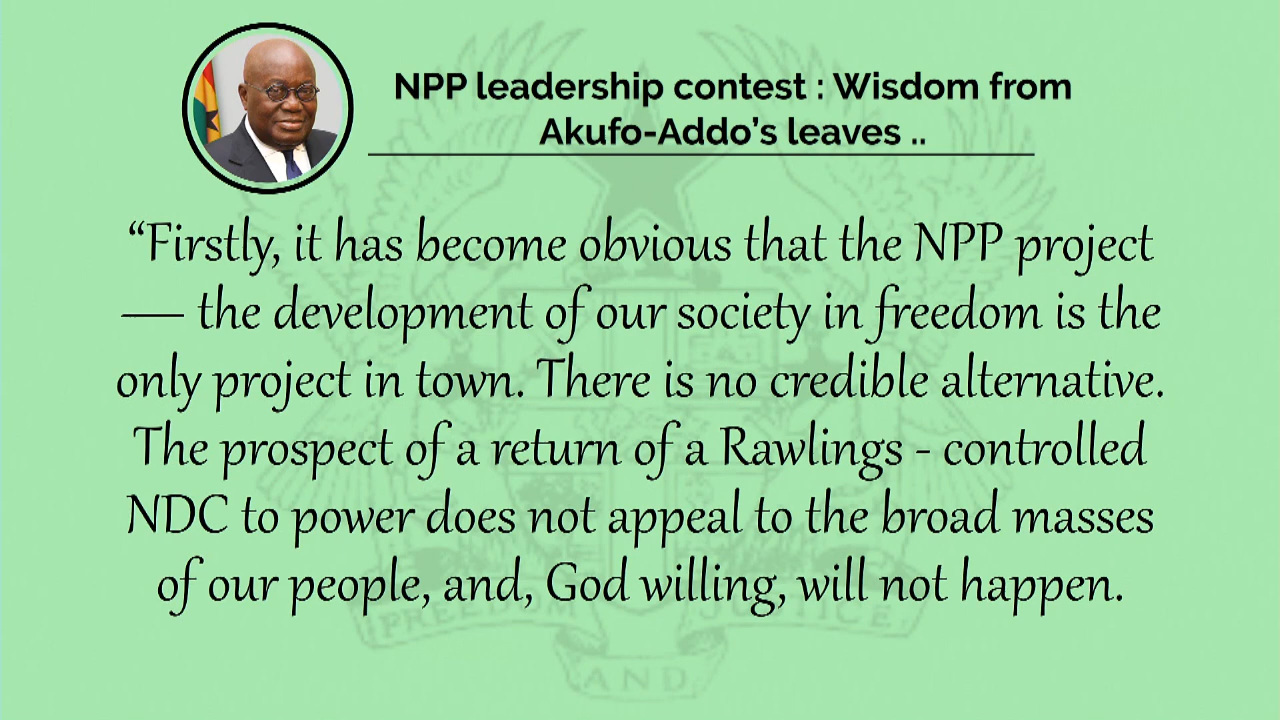 NPP leadership contest : Wisdom from
Akufo-Addo's leaves ..
“Firstly, it has become obvious that the NPP project
— the development of our society in freedom is the
only project in town. There is no credible alternative.
The prospect of a return of a Rawlings - controlled
NDC to power does not appeal to the broad masses
of our people, and, God willing, will not happen.
FREEDOM JUSTICE
AND